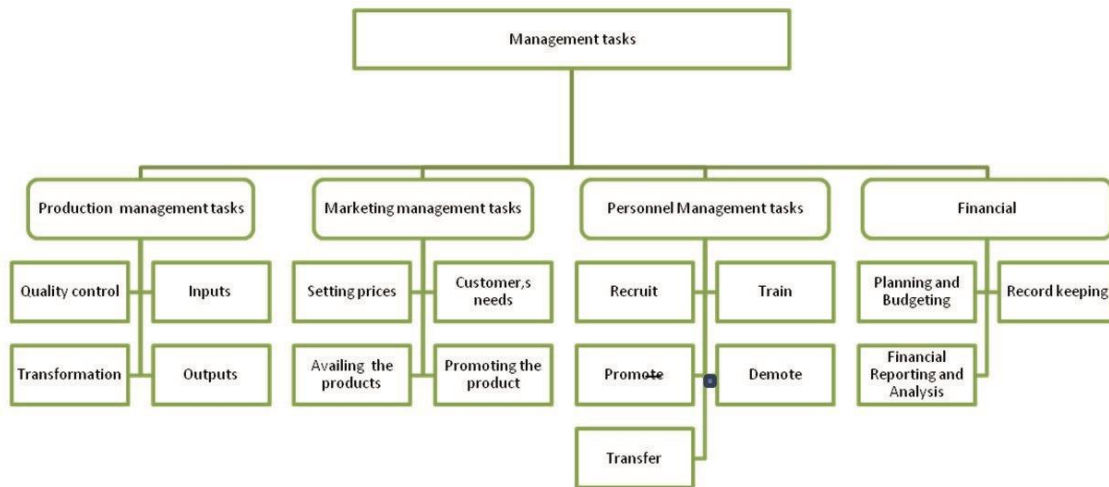 Management tasks
Production management tasks
Marketing management tasks
Personnel Management tasks
Financial
Quality control
Inputs
Setting prices
Customer,s
needs
Recruit
Train
Planning and
Budgeting
Record keeping
Transformation
Outputs
Availing the
products
Promoting the
product
Promote
Demote
Financial
Reporting and
Analysis
Transfer